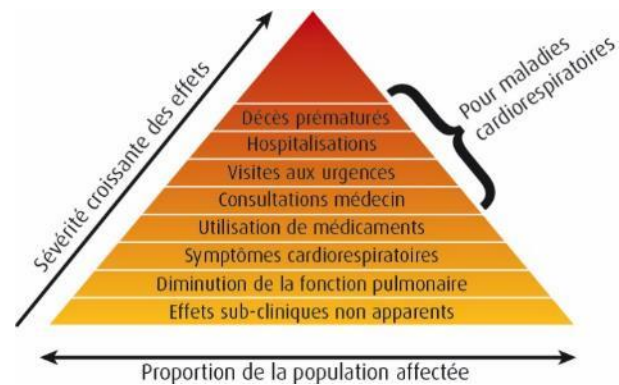 Sévérité croissante des effets
Pour maladies
cardiorespiratoires
Décès prématurés
Hospitalisations
Visites aux urgences
Consultations médecin
Utilisation de médicaments
Symptômes cardiorespiratoires
Diminution de la fonction pulmonaire
Effets sub-cliniques non apparents
Proportion de la population affectée